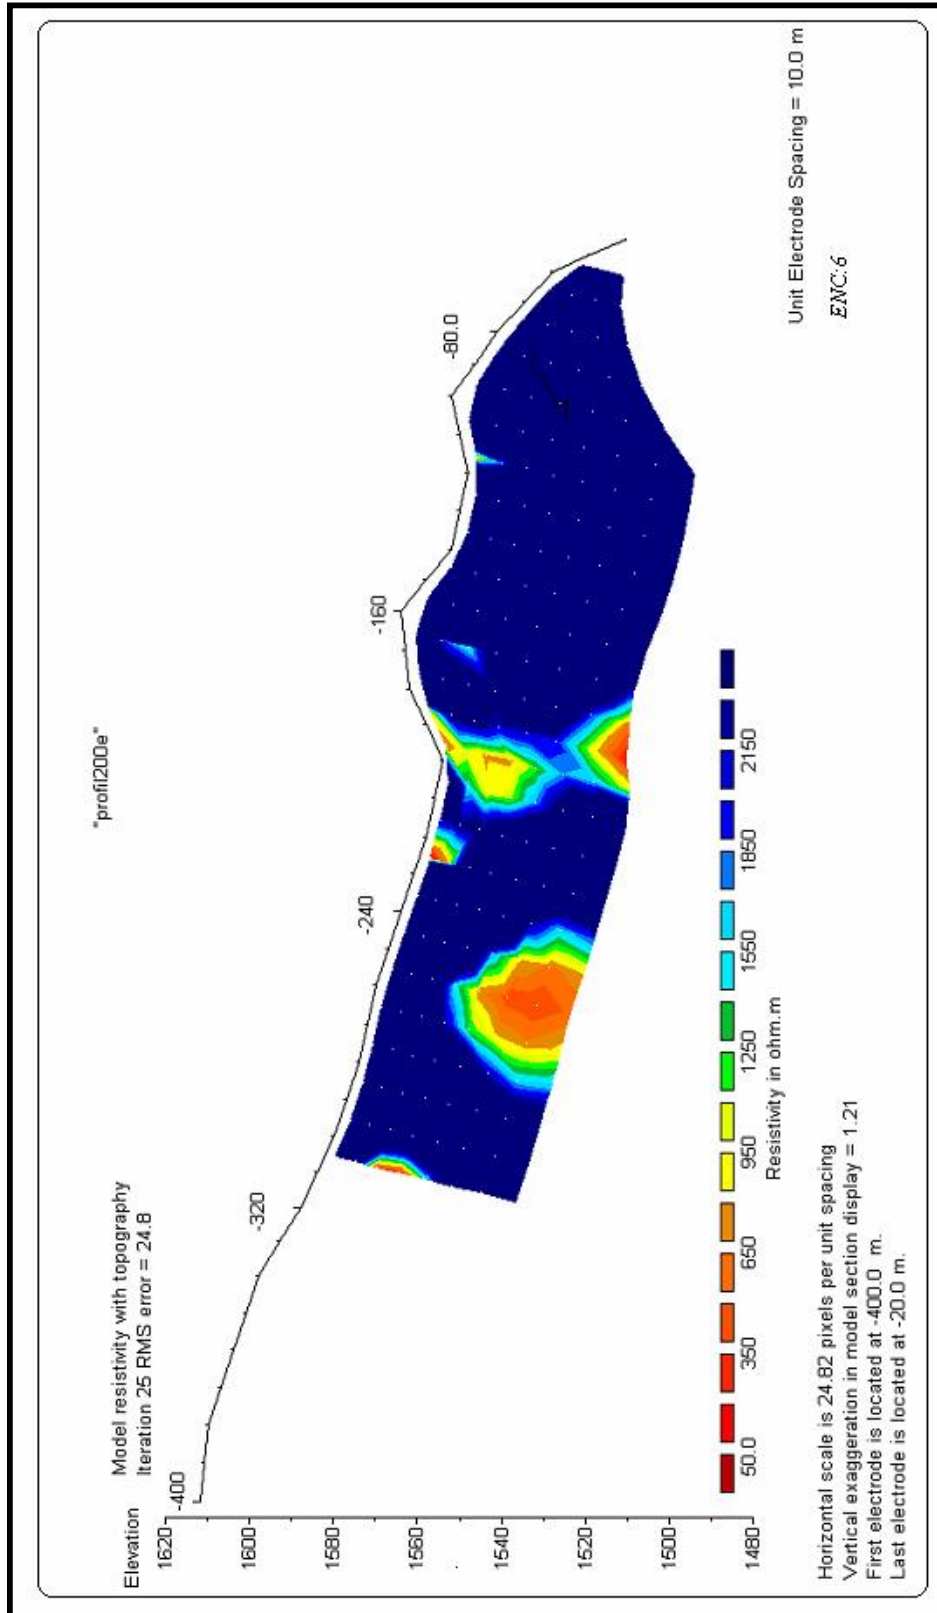 "profil200e"
Model resistivity with topography
Iteration 25 RMS error = 24.8
Elevation
-400
-320
-240
-160
-80.0
1620
1600
1580
1560
1540
1520
1500
1480
50.0 350 650 950 1250 1550 1850 2150
Resistivity in ohm.m
Unit Electrode Spacing = 10.0 m
ENC:6
Horizontal scale is 24.82 pixels per unit spacing
Vertical exaggeration in model section display = 1.21
First electrode is located at -400.0 m.
Last electrode is located at -20.0 m.